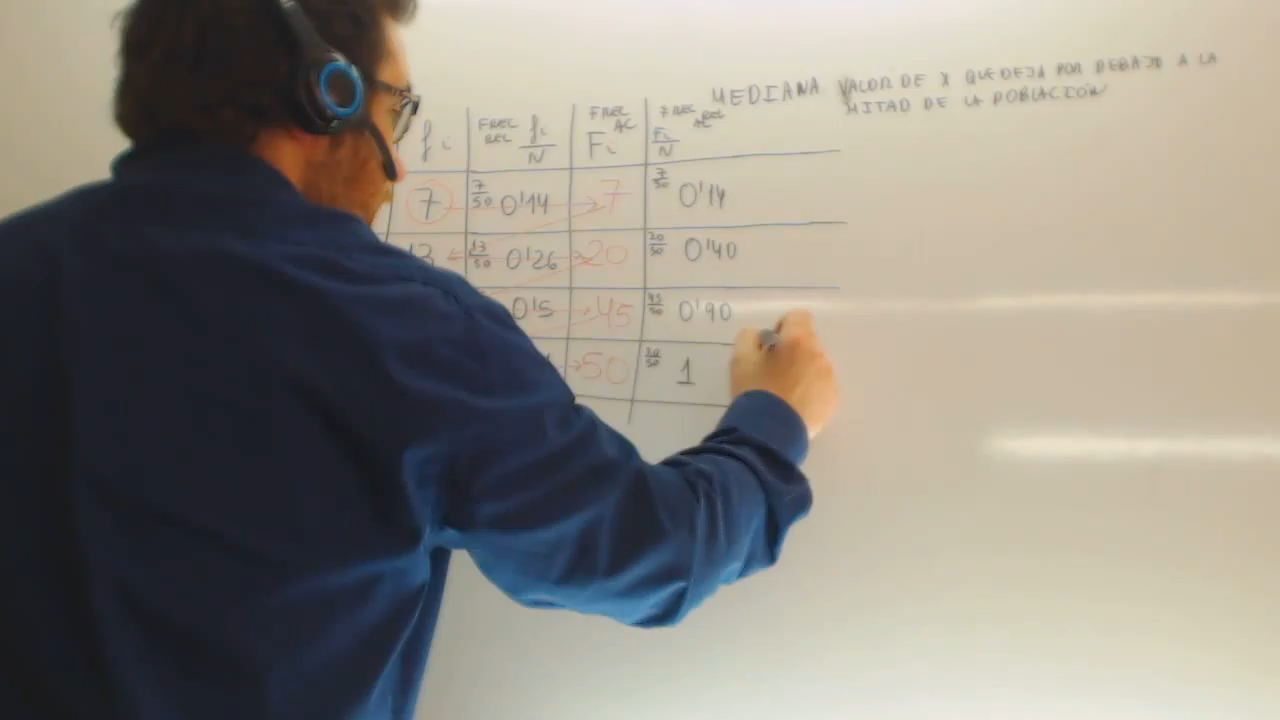 MEDIANA VALOR DE X QUE DEJA POR DEBAJO A LA
MITAD DE LA POBLACIÓN
fi FREC REL fi/N FREC AC Fi FREC REL AC Fi/N
7 7/50 0'14 7 7/50 0'14
13 13/50 0'26 20 20/50 0'40
0'5 45 45/50 0'90
50 50/50 1